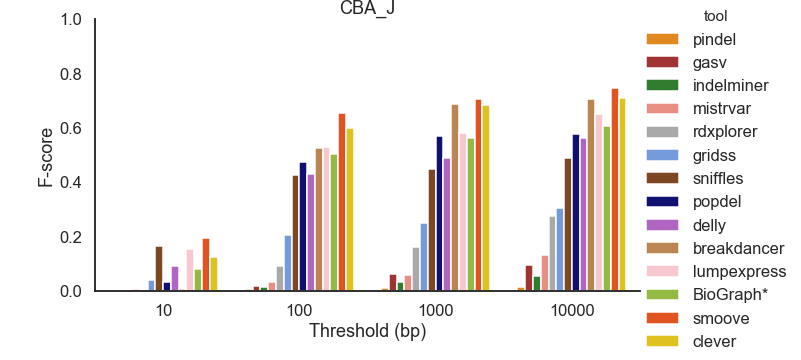 CBA_J
F-score
1.0
0.8
0.6
0.4
0.2
0.0
10
100
1000
10000
Threshold (bp)
tool
pindel
gasv
indelminer
mistrvar
rdxplorer
gridss
sniffles
popdel
delly
breakdancer
lumpexpress
BioGraph*
smoove
clever